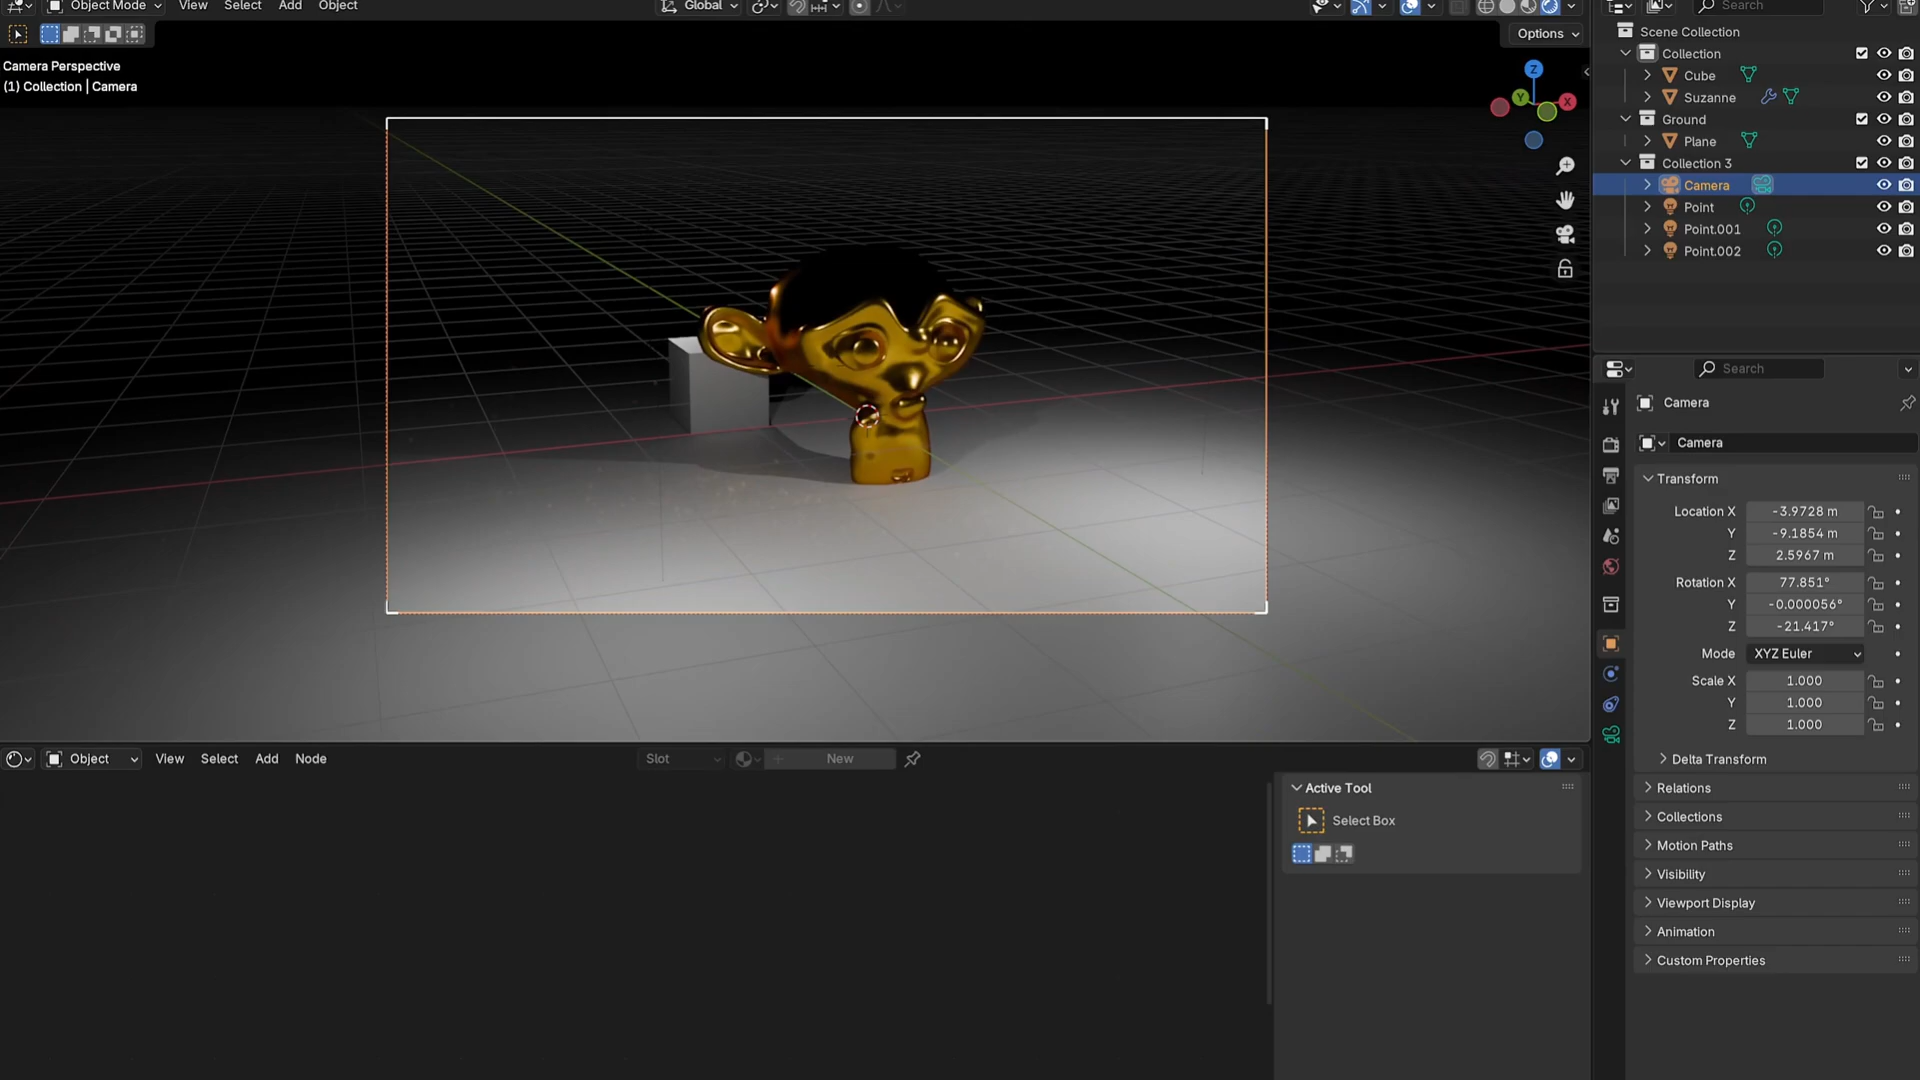 Object Mode View Select Add Object Global
Options
Camera Perspective
(1) Collection | Camera
Z
Y
X
Search
Scene Collection
Collection
Cube
Suzanne
Ground
Plane
Collection 3
Camera
Point
Point.001
Point.002
Search
Camera
Camera
Transform
Location X -3.9728 m
Y -9.1854 m
Z 2.5967 m
Rotation X 77.851°
Y -0.000056°
Z -21.417°
Mode XYZ Euler
Scale X 1.000
Y 1.000
Z 1.000
Delta Transform
Relations
Collections
Motion Paths
Visibility
Viewport Display
Animation
Custom Properties
Object View Select Add Node Slot New
Active Tool
Select Box